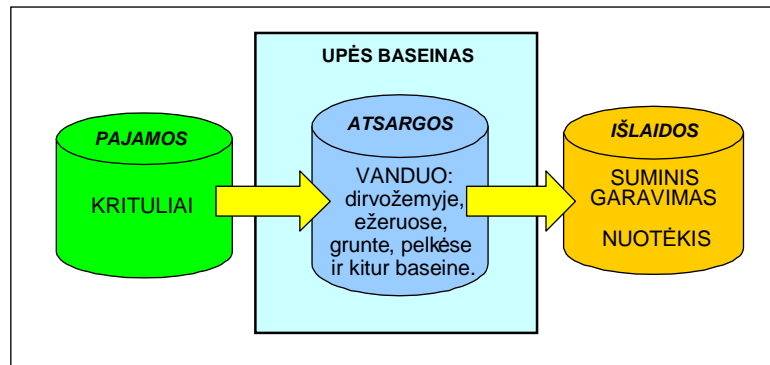 UPĖS BASEINAS
PAJAMOS
KRITULIAI
ATSARGOS
VANDUO:
dirvožemyje,
ežeruose,
grunte, pelkėse
ir kitur baseine.
IŠLAIDOS
SUMINIS
GARAVIMAS
NUOTĖKIS